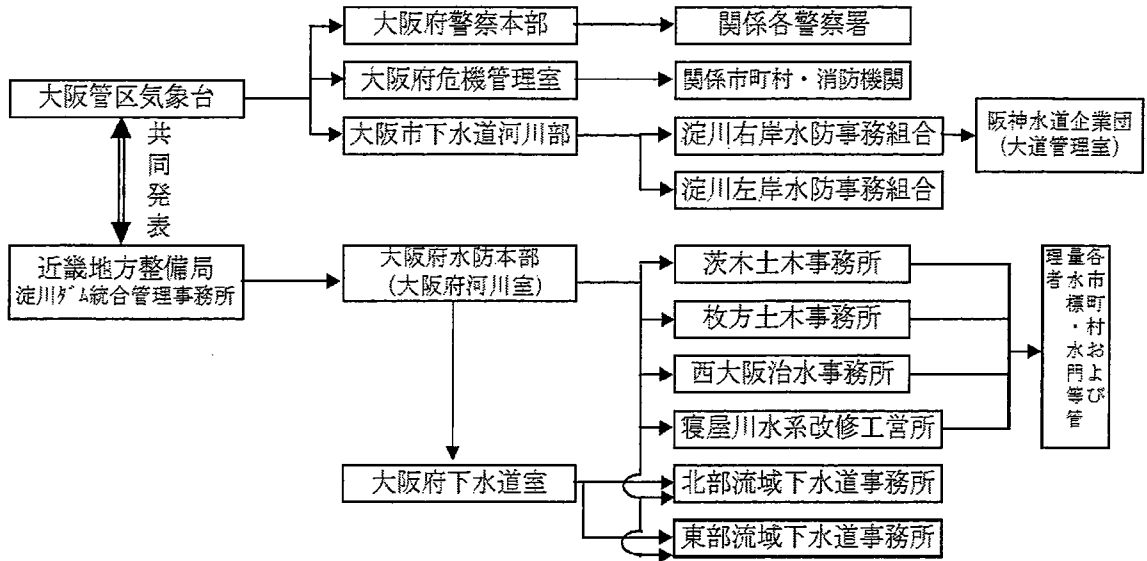 大阪府警察本部
関係各警察署
大阪管区気象台
大阪府危機管理室
関係市町村・消防機関
大阪市下水道河川部
淀川右岸水防事務組合
阪神水道企業団
(大道管理室)
淀川左岸水防事務組合
共同発表
近畿地方整備局
淀川ﾀﾞﾑ統合管理事務所
大阪府水防本部
(大阪府河川室)
茨木土木事務所
枚方土木事務所
西大阪治水事務所
寝屋川水系改修工営所
各市町村および
量水標・水門等管
理者
大阪府下水道室
北部流域下水道事務所
東部流域下水道事務所